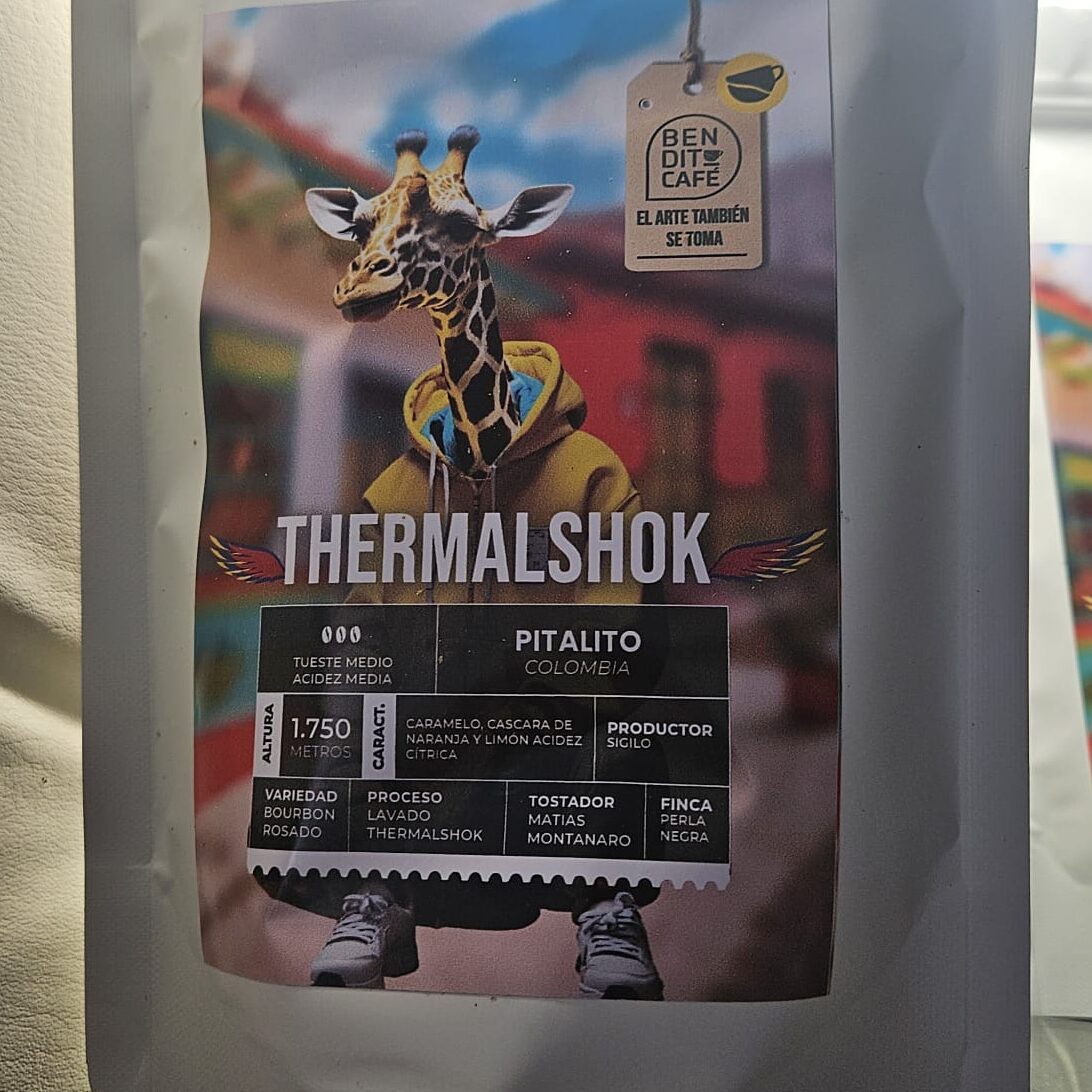 BEN
DIT
CAFÉ
EL ARTE TAMBIÉN
SE TOMA
THERMALSHOK
TUESTE MEDIO
ACIDEZ MEDIA
PITALITO
COLOMBIA
ALTURA
1.750
METROS
CARACT.
CARAMELO, CASCARA DE
NARANJA Y LIMÓN ACIDEZ
CÍTRICA
PRODUCTOR
SIGILO
VARIEDAD
BOURBON
ROSADO
PROCESO
LAVADO
THERMALSHOK
TOSTADOR
MATIAS
MONTANARO
FINCA
PERLA
NEGRA